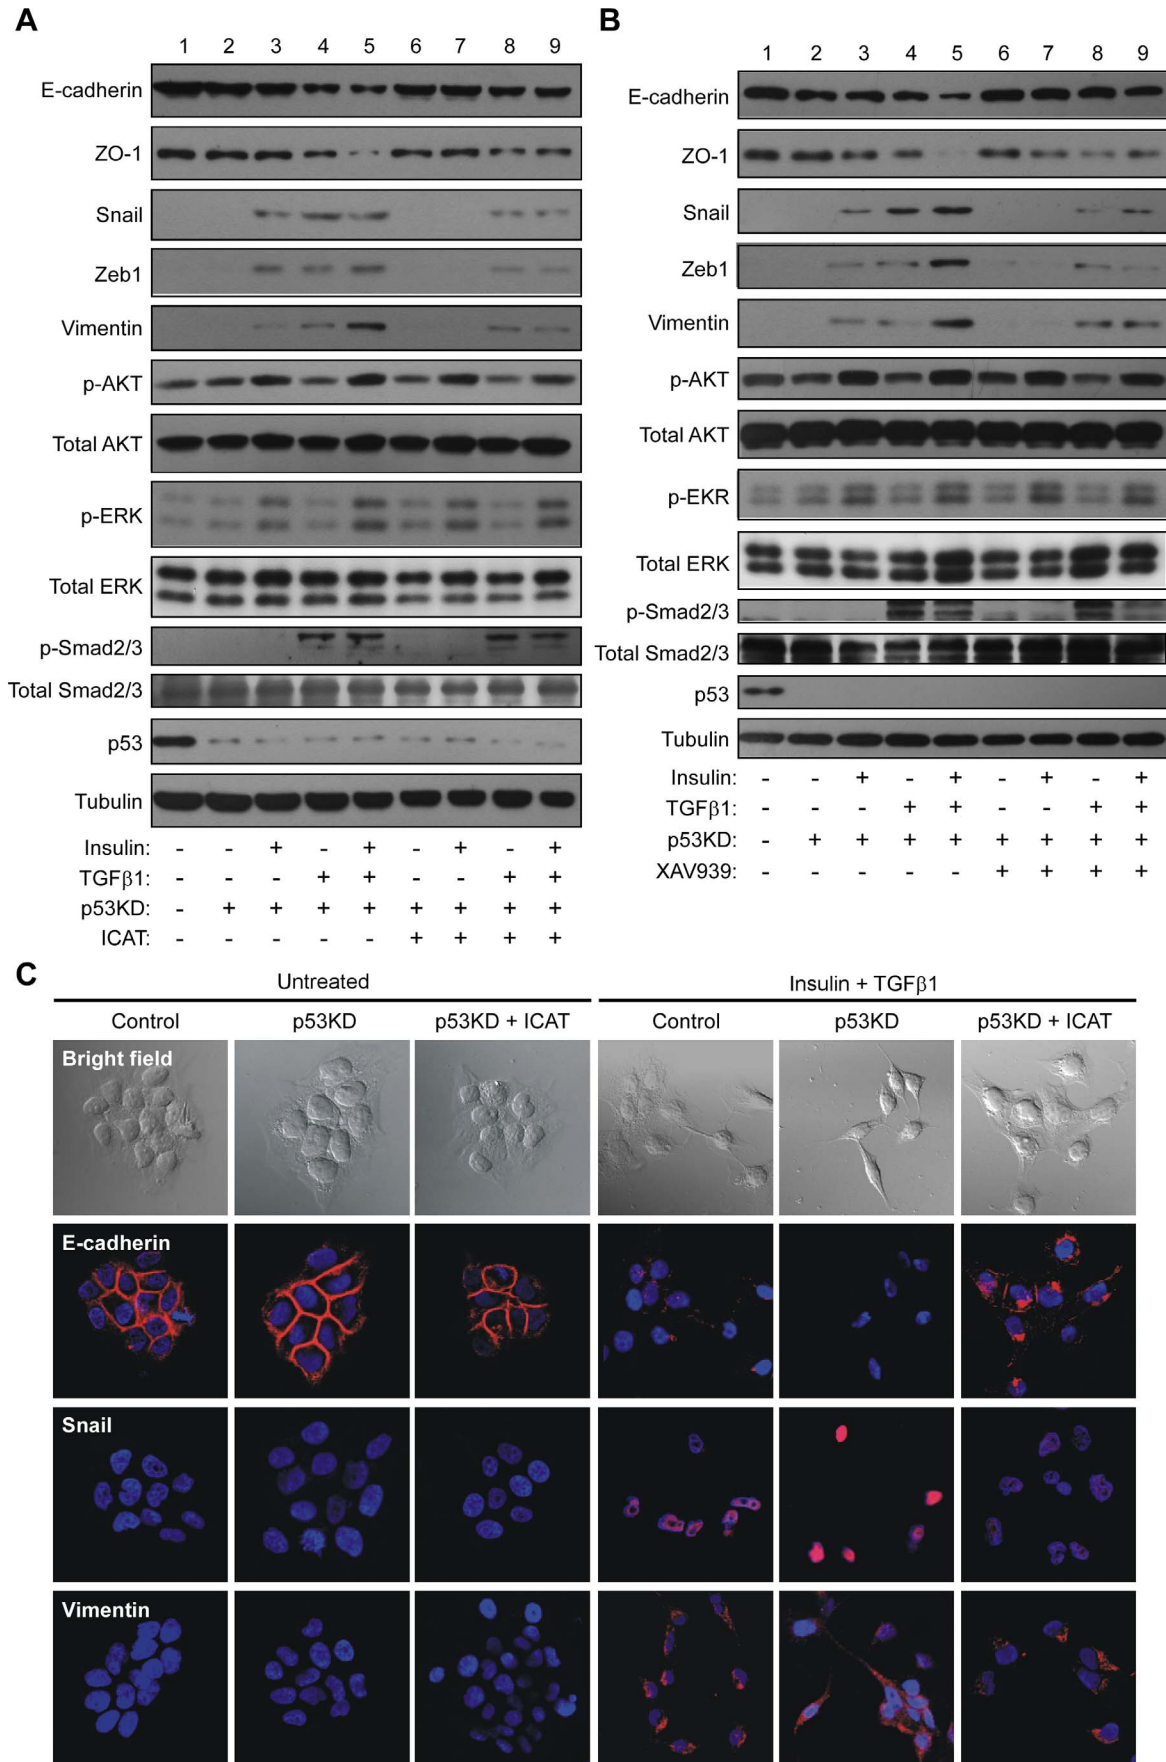 A
1 2 3 4 5 6 7 8 9
E-cadherin
ZO-1
Snail
Zeb1
Vimentin
p-AKT
Total AKT
p-ERK
Total ERK
p-Smad2/3
Total Smad2/3
p53
Tubulin
Insulin: - - + - + - + - +
TGFβ1: - - - + + - - + +
p53KD: - + + + + + + + +
ICAT: - - - - - + + + +
B
1 2 3 4 5 6 7 8 9
E-cadherin
ZO-1
Snail
Zeb1
Vimentin
p-AKT
Total AKT
p-EKR
Total ERK
p-Smad2/3
Total Smad2/3
p53
Tubulin
Insulin: - - + - + - + - +
TGFβ1: - - - + + - - + +
p53KD: - + + + + + + + +
XAV939: - - - - - + + + +
C
Untreated Insulin + TGFβ1
Control p53KD p53KD + ICAT Control p53KD p53KD + ICAT
Bright field
E-cadherin
Snail
Vimentin